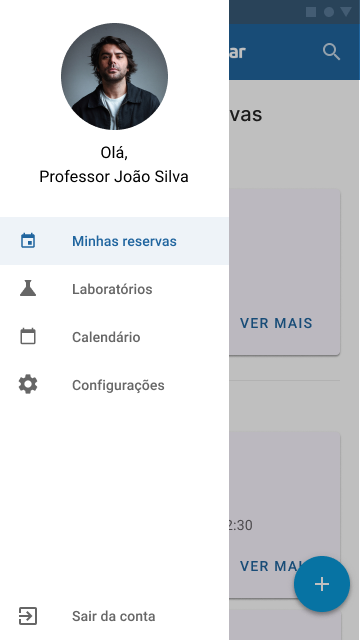 ar
vas
Olá,
Professor João Silva
Minhas reservas
Laboratórios
Calendário
VER MAIS
Configurações
2:30
VER MAI
Sair da conta